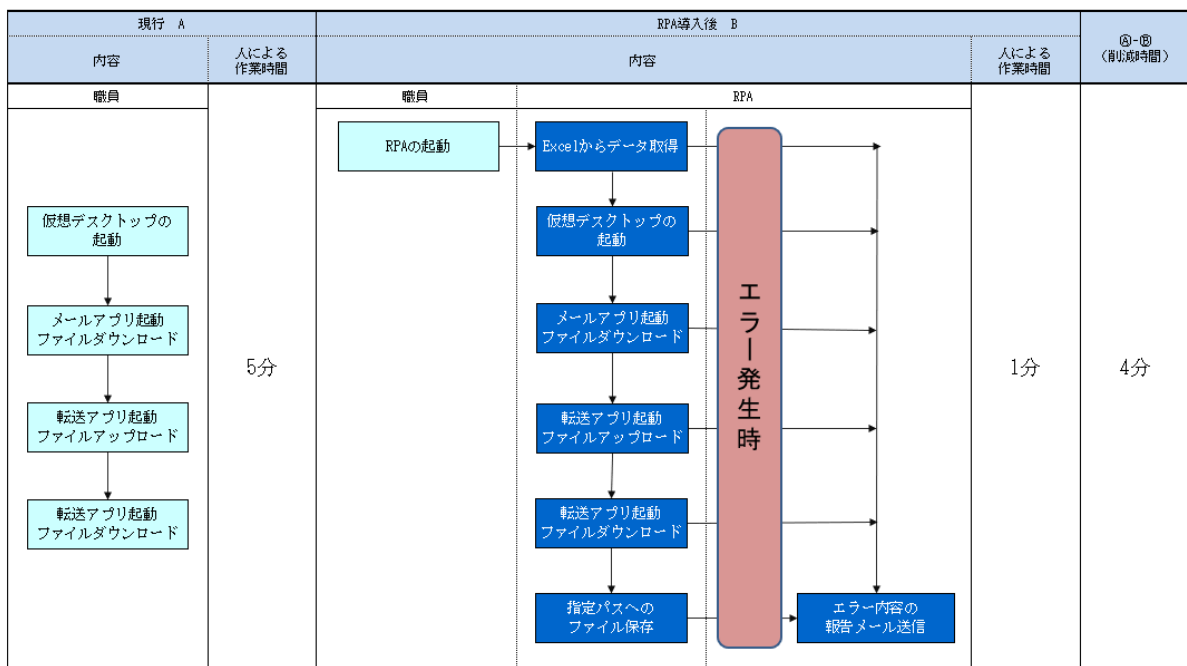 現行 A
RPA導入後 B
Ⓐ-Ⓑ
(削減時間)
内容
人による
作業時間
内容
人による
作業時間
職員
職員
RPA
RPAの起動
Excelからデータ取得
仮想デスクトップの
起動
仮想デスクトップの
起動
メールアプリ起動
ファイルダウンロード
メールアプリ起動
ファイルダウンロード
5分
エラー発生時
1分
4分
転送アプリ起動
ファイルアップロード
転送アプリ起動
ファイルアップロード
転送アプリ起動
ファイルダウンロード
転送アプリ起動
ファイルダウンロード
指定パスへの
ファイル保存
エラー内容の
報告メール送信